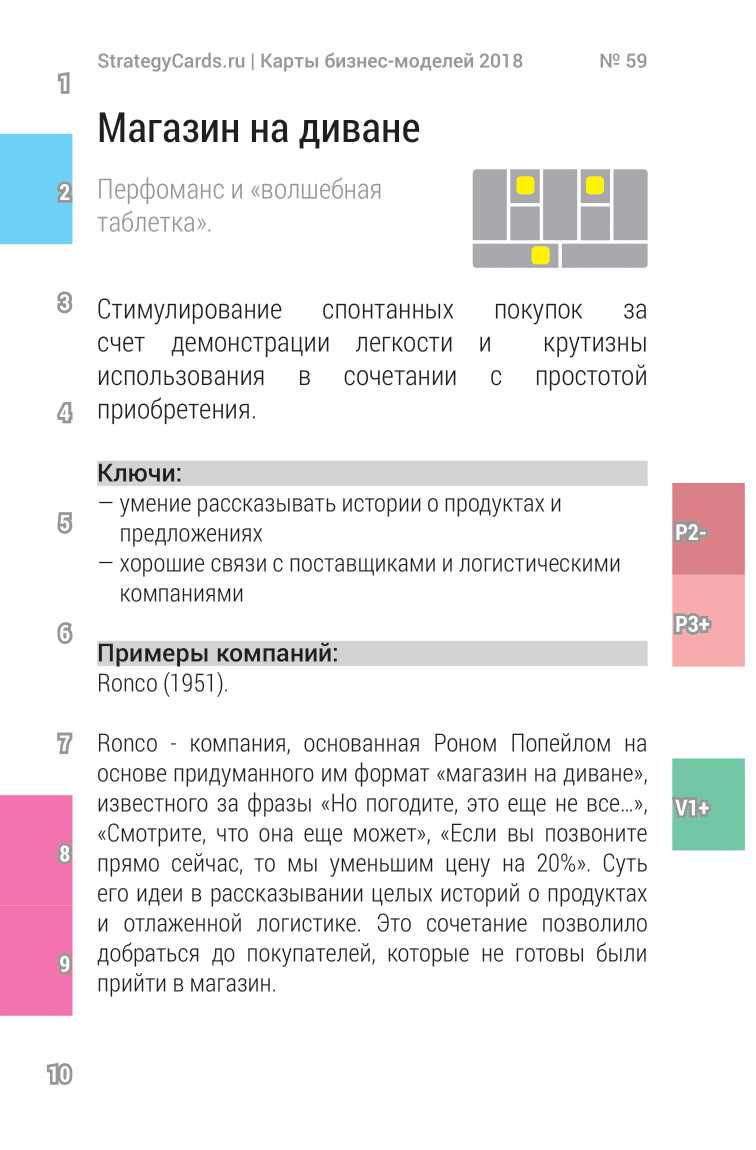 StrategyCards.ru | Карты бизнес-моделей 2018 № 59
1
Магазин на диване
2
Перфоманс и «волшебная
таблетка».
3
Стимулирование спонтанных покупок за
счет демонстрации легкости и крутизны
использования в сочетании с простотой
4
приобретения.
Ключи:
— умение рассказывать истории о продуктах и
5
предложениях
P2-
— хорошие связи с поставщиками и логистическими
компаниями
6
P3+
Примеры компаний:
Ronco (1951).
7
Ronco - компания, основанная Роном Попейлом на
основе придуманного им формат «магазин на диване»,
известного за фразы «Но погодите, это еще не все…»,
V1+
«Смотрите, что она еще может», «Если вы позвоните
8
прямо сейчас, то мы уменьшим цену на 20%». Суть
его идеи в рассказывании целых историй о продуктах
и отлаженной логистике. Это сочетание позволило
добраться до покупателей, которые не готовы были
9
прийти в магазин.
10